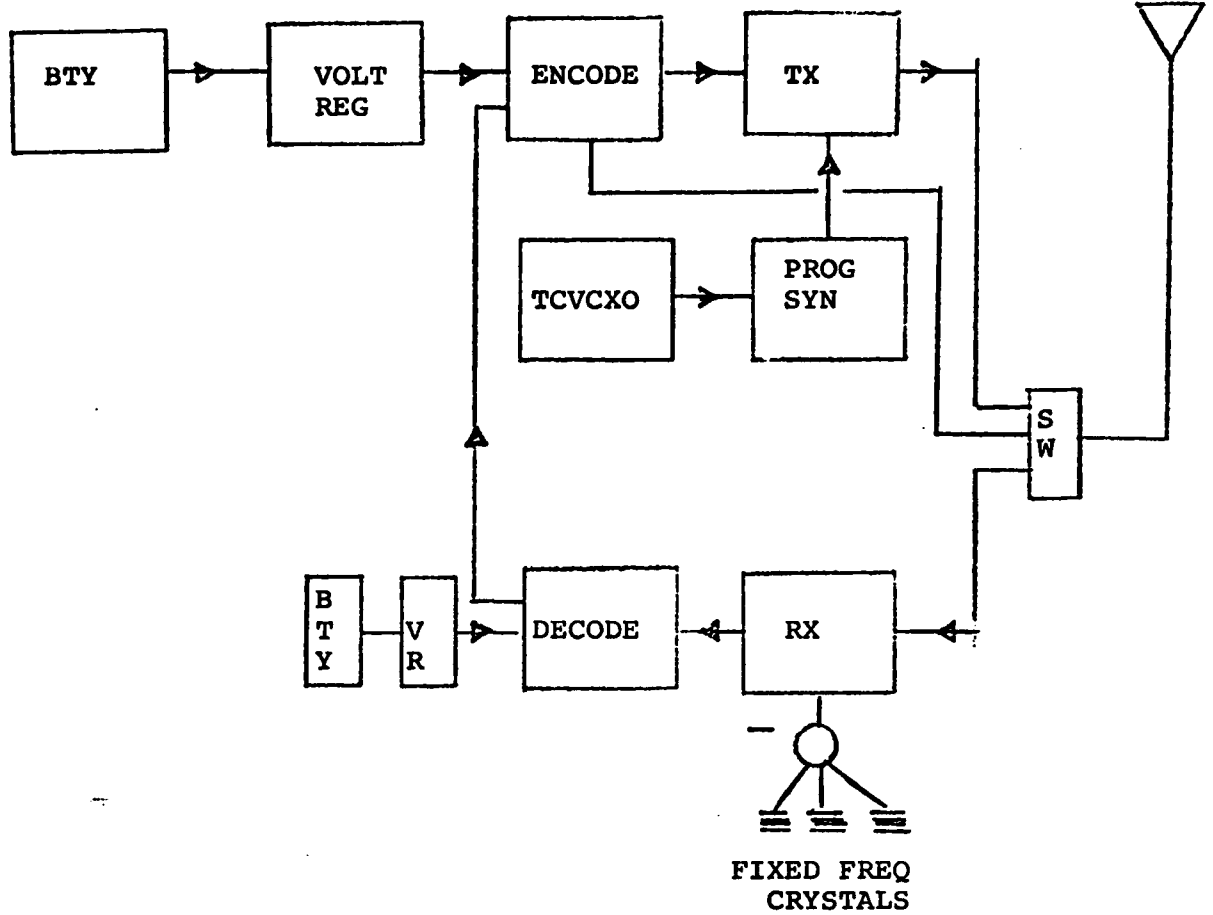 BTY
VOLT
REG
ENCODE
TX
TCVCXO
PROG
SYN
S
W
B
T
Y
V
R
DECODE
RX
FIXED FREQ
CRYSTALS